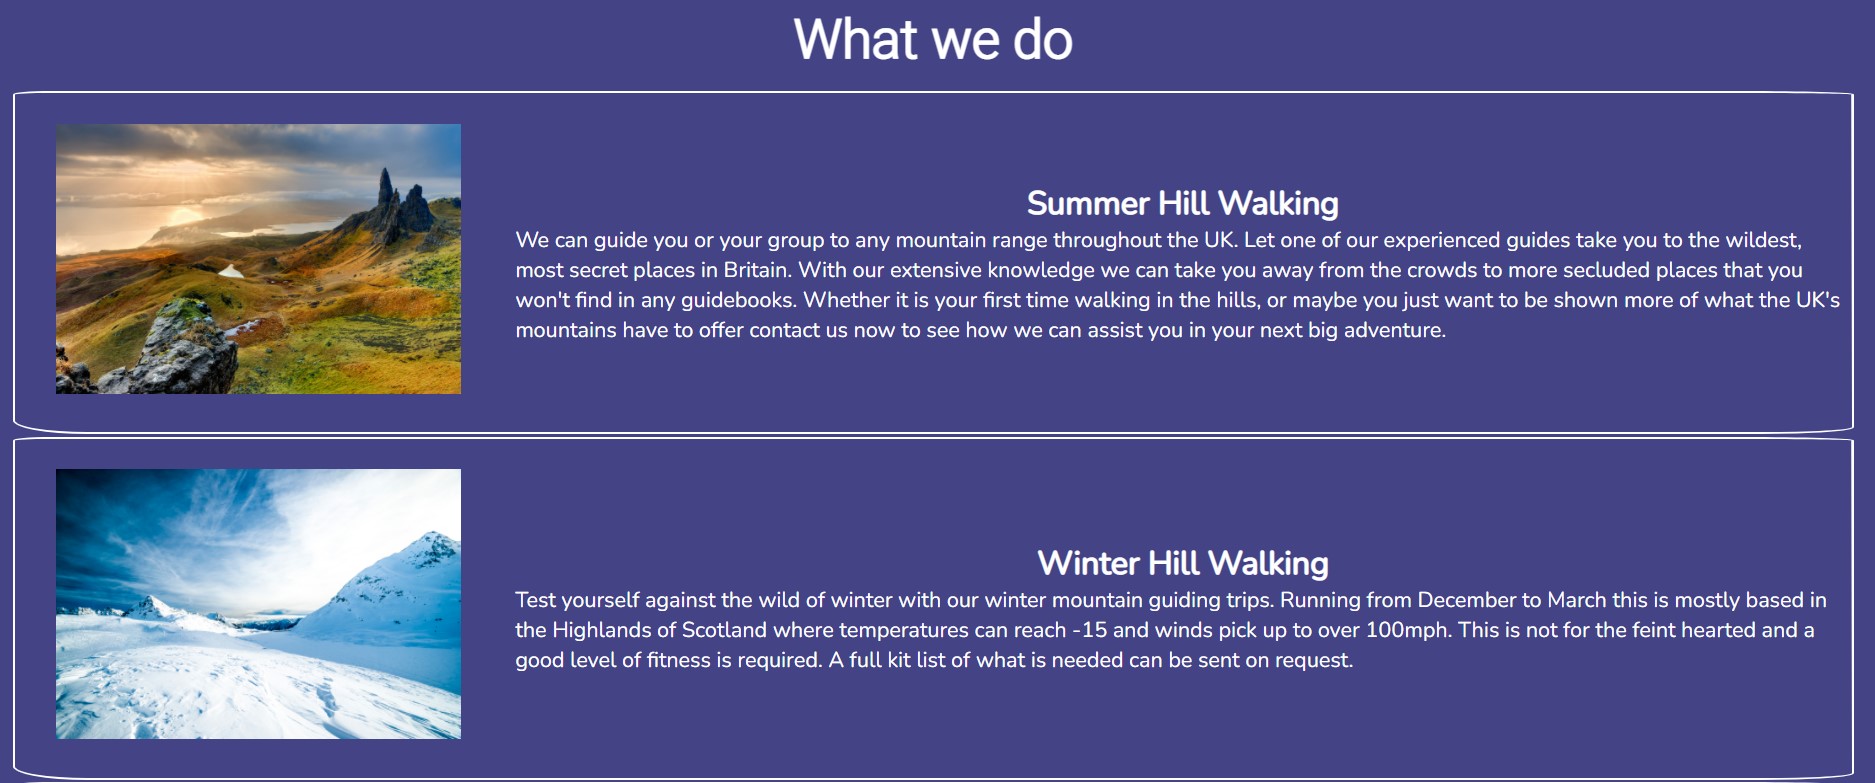 What we do
Summer Hill Walking
We can guide you or your group to any mountain range throughout the UK. Let one of our experienced guides take you to the wildest,
most secret places in Britain. With our extensive knowledge we can take you away from the crowds to more secluded places that you
won't find in any guidebooks. Whether it is your first time walking in the hills, or maybe you just want to be shown more of what the UK's
mountains have to offer contact us now to see how we can assist you in your next big adventure.
Winter Hill Walking
Test yourself against the wild of winter with our winter mountain guiding trips. Running from December to March this is mostly based in
the Highlands of Scotland where temperatures can reach -15 and winds pick up to over 100mph. This is not for the feint hearted and a
good level of fitness is required. A full kit list of what is needed can be sent on request.